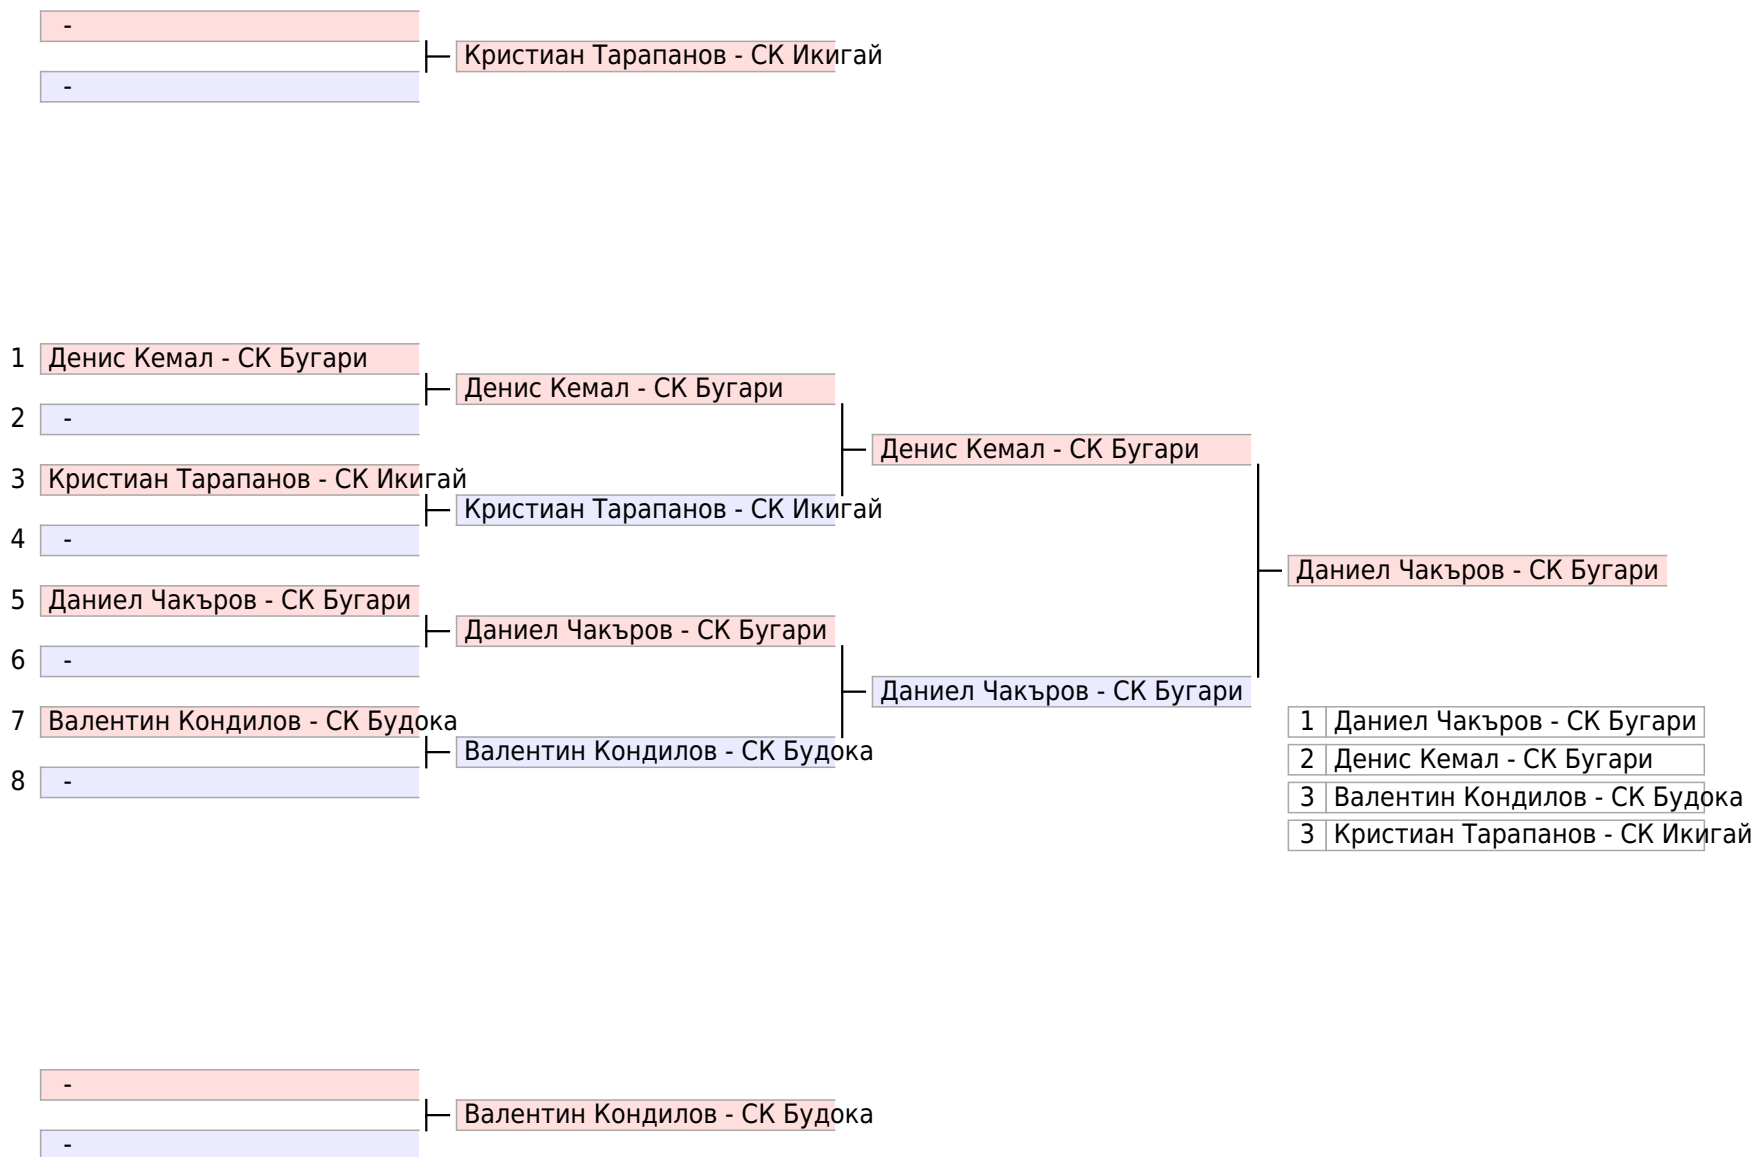 -
Кристиан Тарапанов - СК Икигай
-
1 Денис Кемал - СК Бугари
Денис Кемал - СК Бугари
2 -
Денис Кемал - СК Бугари
3 Кристиан Тарапанов - СК Икигай
Кристиан Тарапанов - СК Икигай
4 -
Даниел Чакъров - СК Бугари
5 Даниел Чакъров - СК Бугари
Даниел Чакъров - СК Бугари
6 -
Даниел Чакъров - СК Бугари
7 Валентин Кондилов - СК Будока
Валентин Кондилов - СК Будока
8 -
1 Даниел Чакъров - СК Бугари
2 Денис Кемал - СК Бугари
3 Валентин Кондилов - СК Будока
3 Кристиан Тарапанов - СК Икигай
-
Валентин Кондилов - СК Будока
-